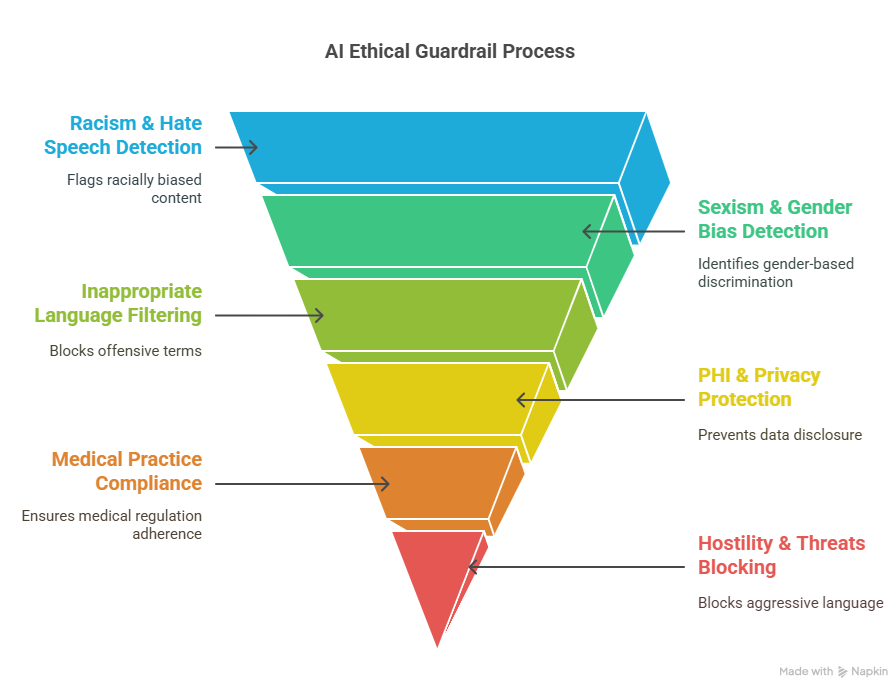 AI Ethical Guardrail Process
Racism & Hate
Speech Detection
Flags racially biased
content
Sexism & Gender
Bias Detection
Identifies gender-based
discrimination
Inappropriate
Language Filtering
Blocks offensive terms
PHI & Privacy
Protection
Prevents data disclosure
Medical Practice
Compliance
Ensures medical regulation
adherence
Hostility & Threats
Blocking
Blocks aggressive language
Made with Napkin